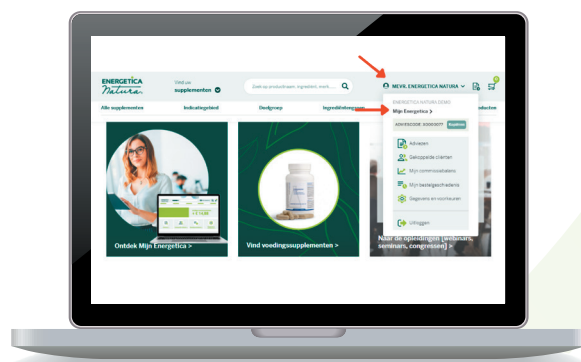 ENERGETICA
Natura
Vind uw
supplementen
Zoek op productnaam, ingrediënt, merk, ...
MEVR. ENERGETICA NATURA
Alle supplementen
Indicatiegebied
Doelgroep
ENERGETICA NATURA DEMO
Mijn Energetica >
ADVIESCODE: 00000077
Kopiëren
Adviezen
Gekoppelde cliënten
Mijn commissiebalans
Mijn bestelgeschiedenis
Gegevens en voorkeuren
Uitloggen
Ontdek Mijn Energetica >
Vind voedingssupplementen >
Naar de opleidingen [webinars,
seminars, congressen] >